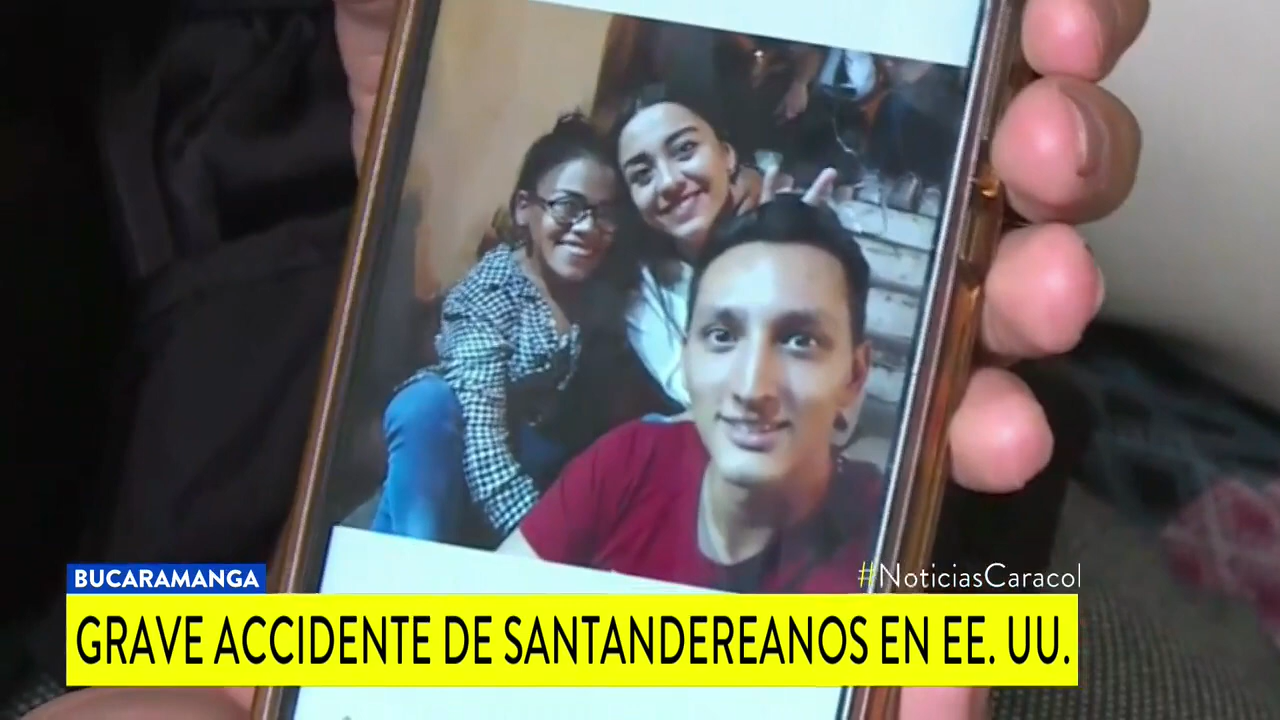 BUCARAMANGA
#NoticiasCaracol
GRAVE ACCIDENTE DE SANTANDEREANOS EN EE. UU.